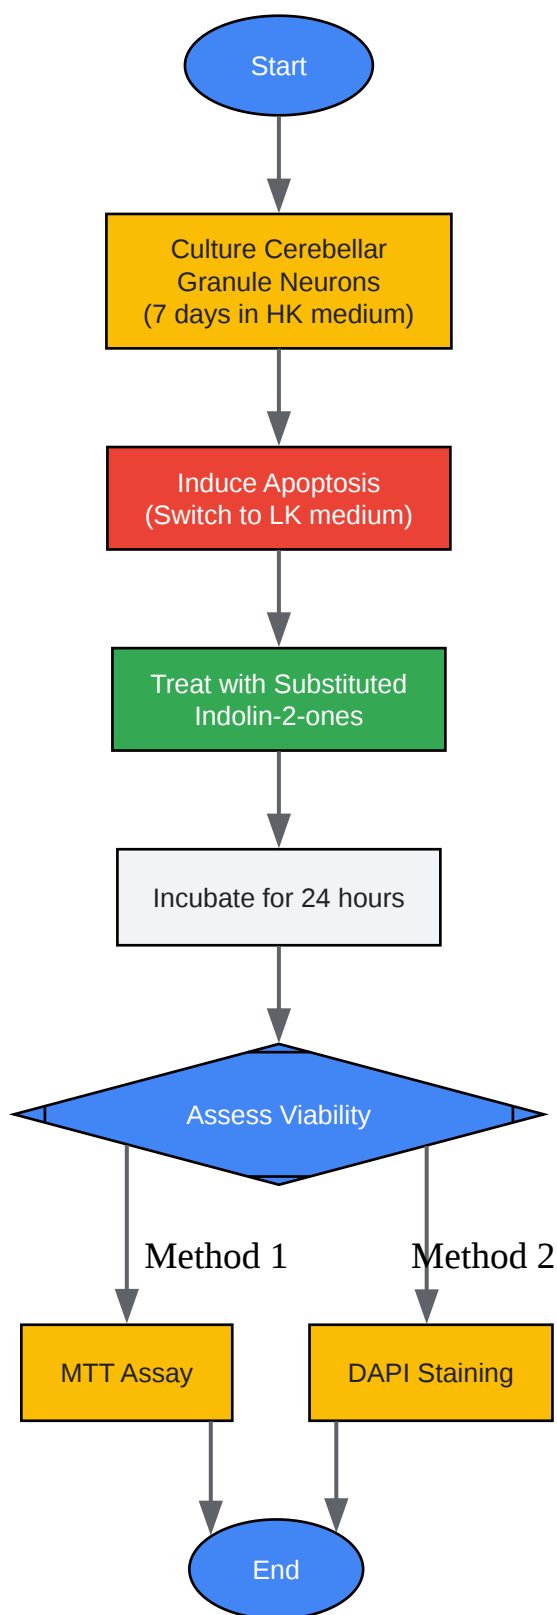 Start
Culture Cerebellar
Granule Neurons
(7 days in HK medium)
Induce Apoptosis
(Switch to LK medium)
Treat with Substituted
Indolin-2-ones
Incubate for 24 hours
Assess Viability
Method 1
Method 2
MTT Assay
DAPI Staining
End